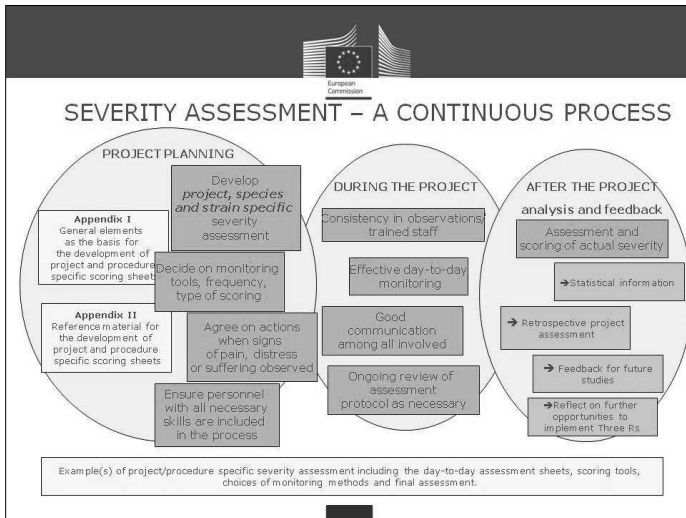 European
Commission
SEVERITY ASSESSMENT – A CONTINUOUS PROCESS
PROJECT PLANNING
Develop
project, species
and strain specific
severity
assessment
Appendix I
General elements
as the basis for
the development of
project and procedure
specific scoring sheets
Decide on monitoring
tools, frequency,
type of scoring
Appendix II
Reference material for
the development of
project and procedure
specific scoring sheets
Agree on actions
when signs
of pain, distress
or suffering observed
Ensure personnel
with all necessary
skills are included
in the process
DURING THE PROJECT
Consistency in observations/
trained staff
Effective day-to-day
monitoring
Good
communication
among all involved
Ongoing review of
assessment
protocol as necessary
AFTER THE PROJECT
analysis and feedback
Assessment and
scoring of actual severity
➔Statistical information
➔ Retrospective project
assessment
➔ Feedback for future
studies
➔Reflect on further
opportunities to
implement Three Rs
Example(s) of project/procedure specific severity assessment including the day-to-day assessment sheets, scoring tools,
choices of monitoring methods and final assessment.